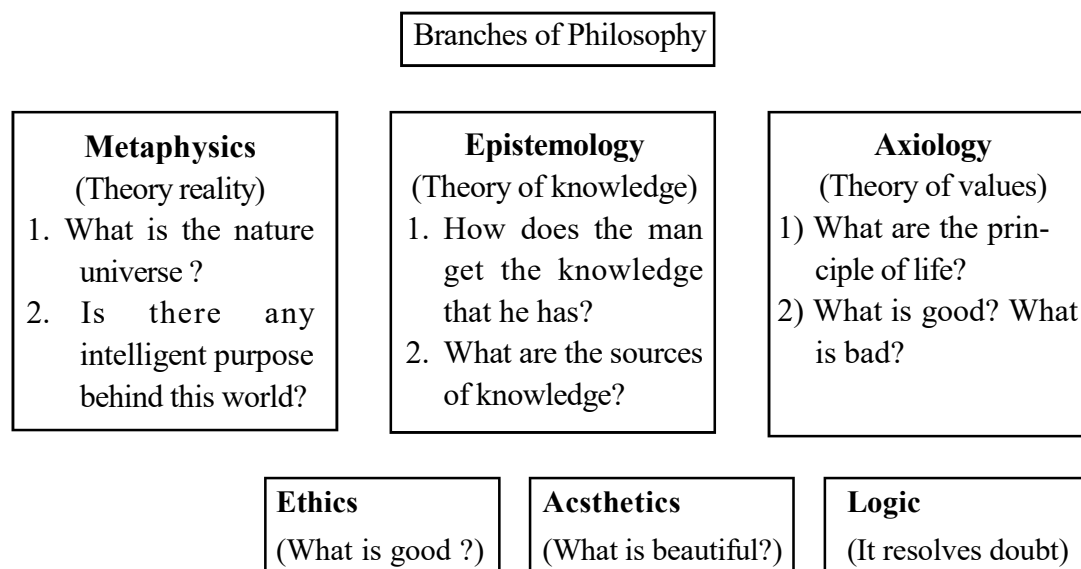 Branches of Philosophy
Metaphysics
(Theory reality)
1. What is the nature
universe ?
2. Is there any
intelligent purpose
behind this world?
Epistemology
(Theory of knowledge)
1. How does the man
get the knowledge
that he has?
2. What are the sources
of knowledge?
Axiology
(Theory of values)
1) What are the prin-
ciple of life?
2) What is good? What
is bad?
Ethics
(What is good ?)
Acsthetics
(What is beautiful?)
Logic
(It resolves doubt)